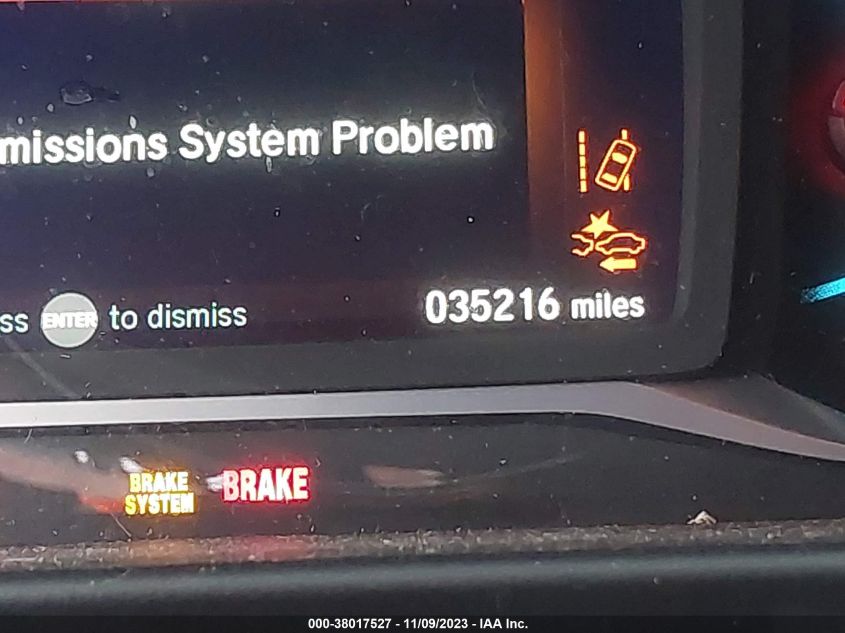 missions System Problem
ss ENTER to dismiss
035216 miles
BRAKE SYSTEM
BRAKE
000-38017527 - 11/09/2023 - IAA Inc.